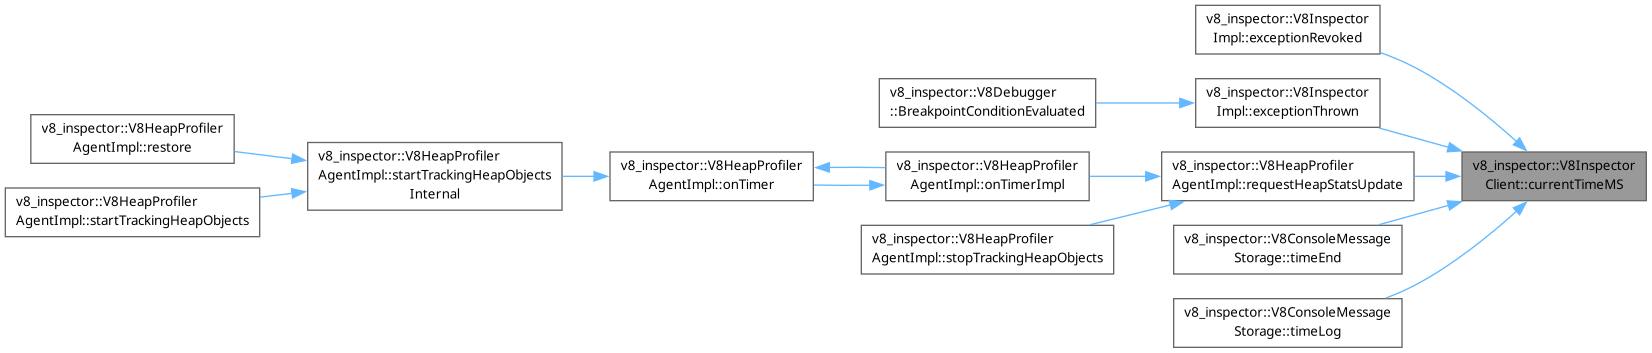 v8_inspector::V8Inspector
Impl::exceptionRevoked
v8_inspector::V8Debugger
::BreakpointConditionEvaluated
v8_inspector::V8Inspector
Impl::exceptionThrown
v8_inspector::V8HeapProfiler
AgentImpl::restore
v8_inspector::V8HeapProfiler
AgentImpl::startTrackingHeapObjects
Internal
v8_inspector::V8HeapProfiler
AgentImpl::onTimer
v8_inspector::V8HeapProfiler
AgentImpl::onTimerImpl
v8_inspector::V8HeapProfiler
AgentImpl::requestHeapStatsUpdate
v8_inspector::V8Inspector
Client::currentTimeMS
v8_inspector::V8HeapProfiler
AgentImpl::startTrackingHeapObjects
v8_inspector::V8HeapProfiler
AgentImpl::stopTrackingHeapObjects
v8_inspector::V8ConsoleMessage
Storage::timeEnd
v8_inspector::V8ConsoleMessage
Storage::timeLog